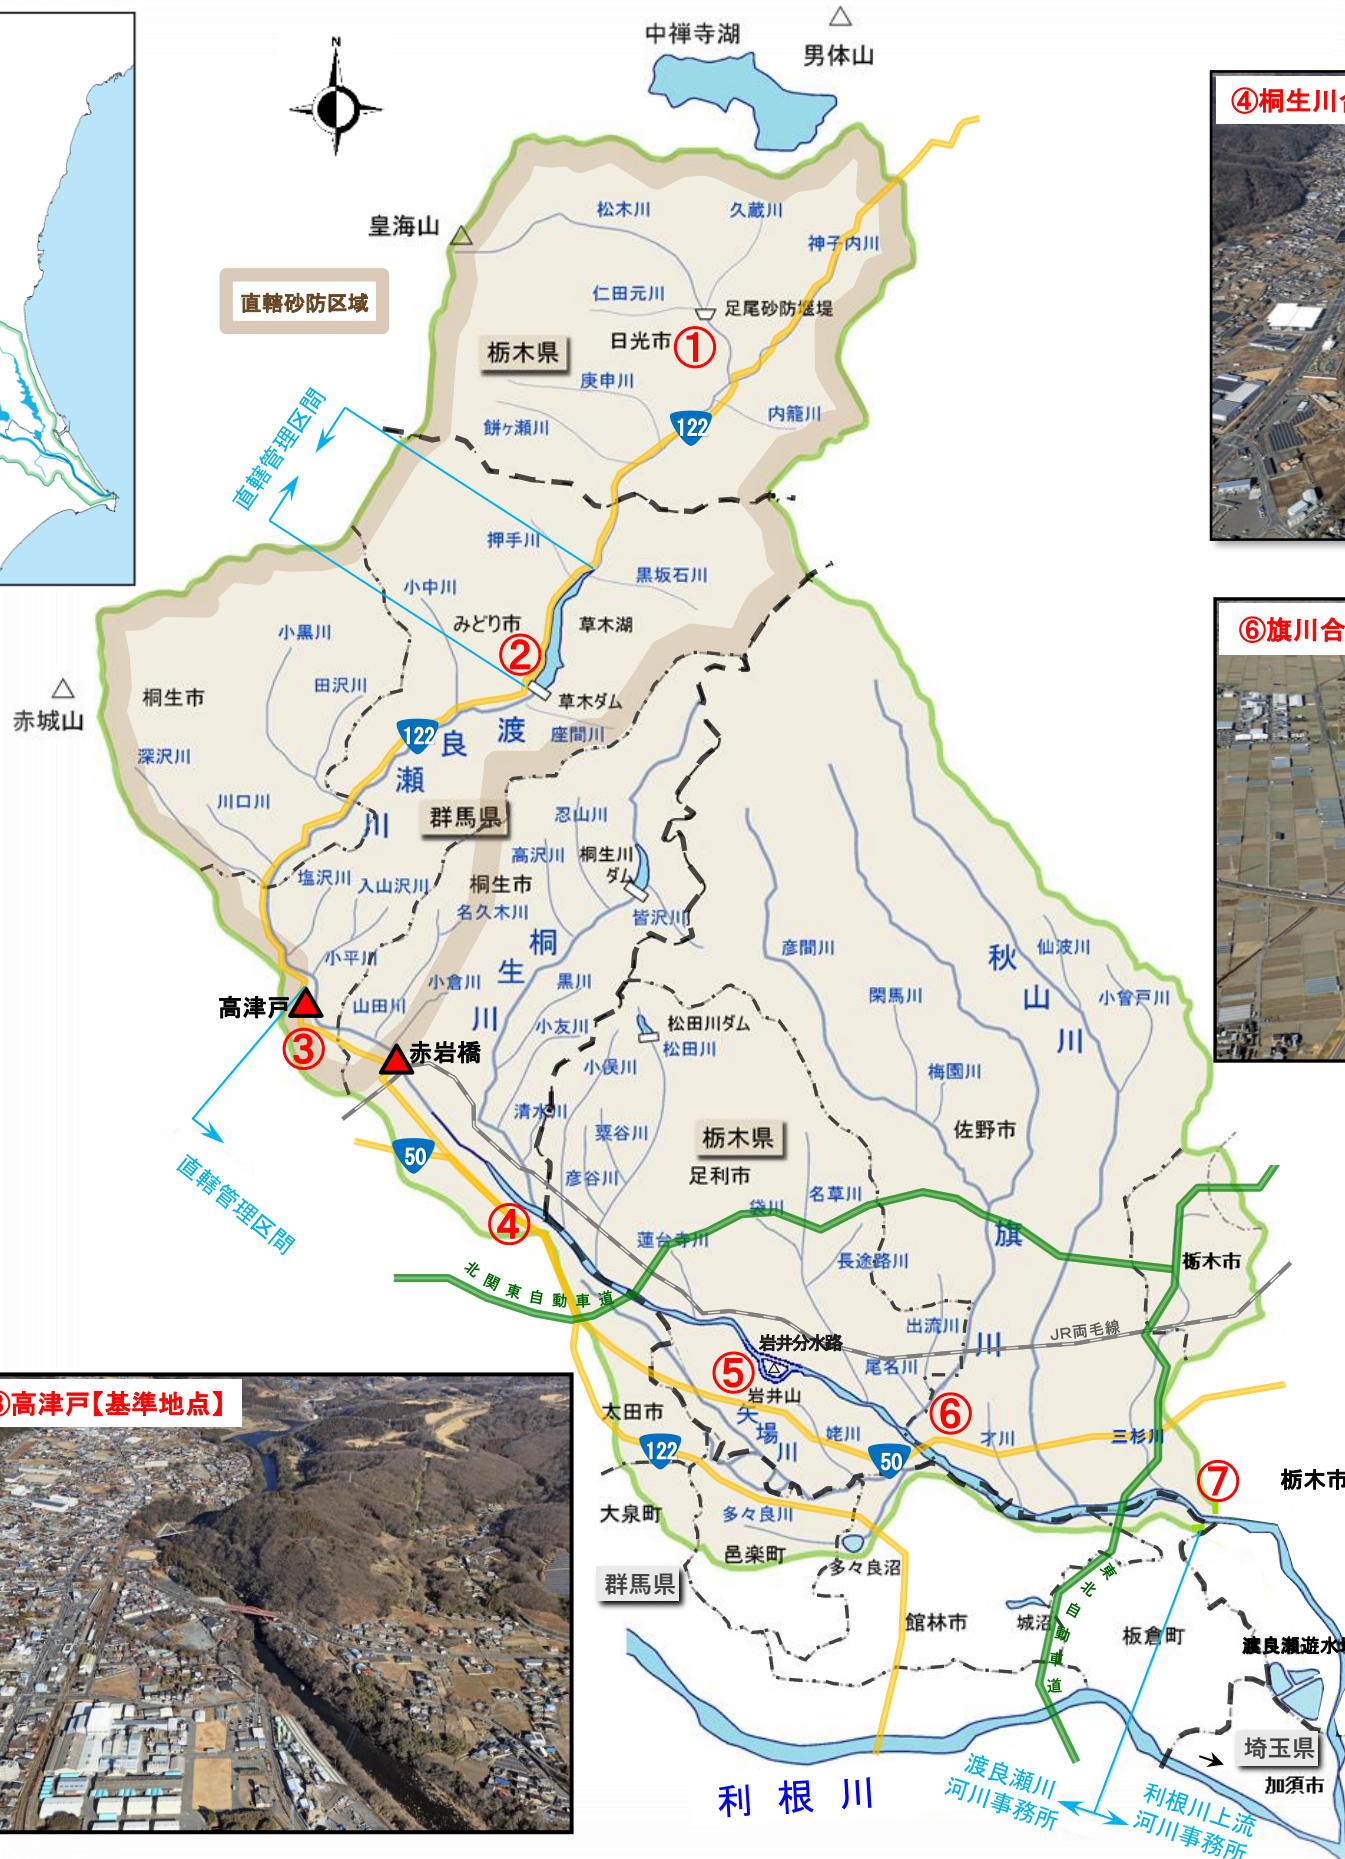 N
中禅寺湖
男体山
④桐生川合
皇海山
松木川
久蔵川
神子内川
直轄砂防区域
仁田元川
足尾砂防堰堤
日光市
①
栃木県
庚申川
内籠川
餅ヶ瀬川
122
直轄管理区間
押手川
黒坂石川
小中川
みどり市
草木湖
②
⑥旗川合
小黒川
田沢川
桐生市
草木ダム
赤城山
座間川
深沢川
122
渡
良
瀬
川
川口川
群馬県
忍山川
高沢川
桐生川
ダム
塩沢川
入山沢川
桐生市
名久木川
皆沢川
桐
生
川
彦間川
秋
山
川
仙波川
小平川
小倉川
黒川
閑馬川
小曽戸川
高津戸
山田川
小友川
松田川ダム
松田川
③
赤岩橋
小俣川
梅園川
清水川
粟谷川
栃木県
佐野市
50
直轄管理区間
彦谷川
足利市
名草川
袋川
④
蓮台寺川
旗
川
長途路川
栃木市
北関東自動車道
出流川
JR両毛線
岩井分水路
尾名川
⑤
岩井山
③高津戸【基準地点】
太田市
矢
場
川
姥川
⑥
才川
三杉川
122
50
⑦
栃木市
大泉町
多々良川
邑楽町
多々良沼
群馬県
東北自動車道
館林市
城沼
板倉町
渡良瀬遊水地
埼玉県
加須市
利根川
渡良瀬川
河川事務所
利根川上流
河川事務所